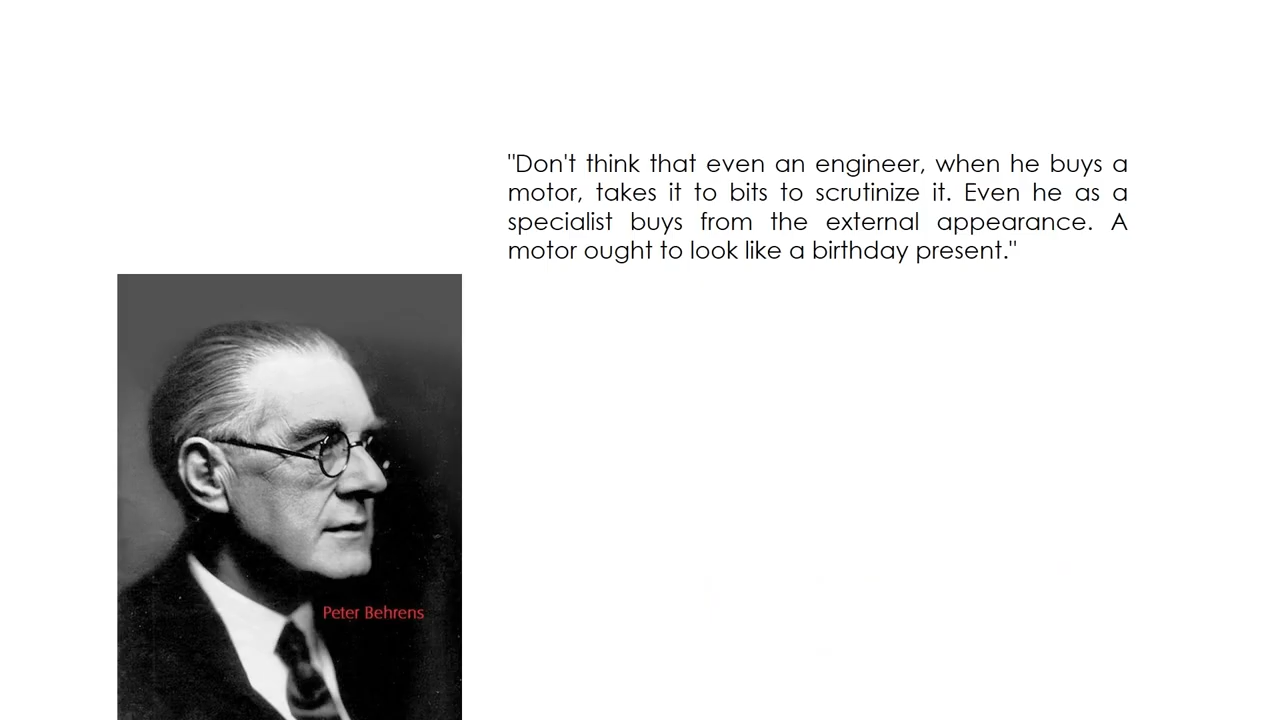 "Don't think that even an engineer, when he buys a
motor, takes it to bits to scrutinize it. Even he as a
specialist buys from the external appearance. A
motor ought to look like a birthday present."
Peter Behrens